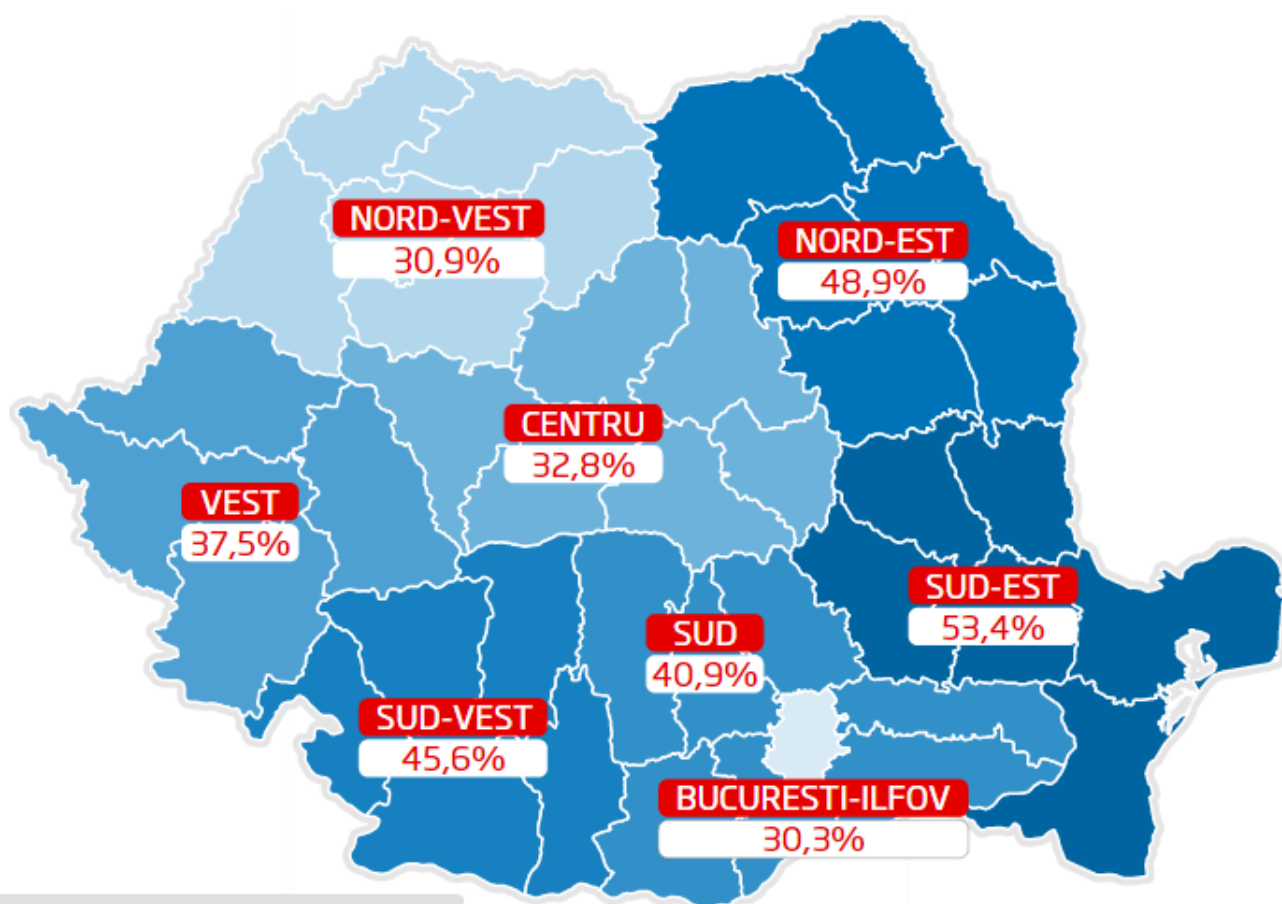 NORD-VEST
30,9%
NORD-EST
48,9%
CENTRU
32,8%
VEST
37,5%
SUD-EST
53,4%
SUD
40,9%
SUD-VEST
45,6%
BUCURESTI-ILFOV
30,3%